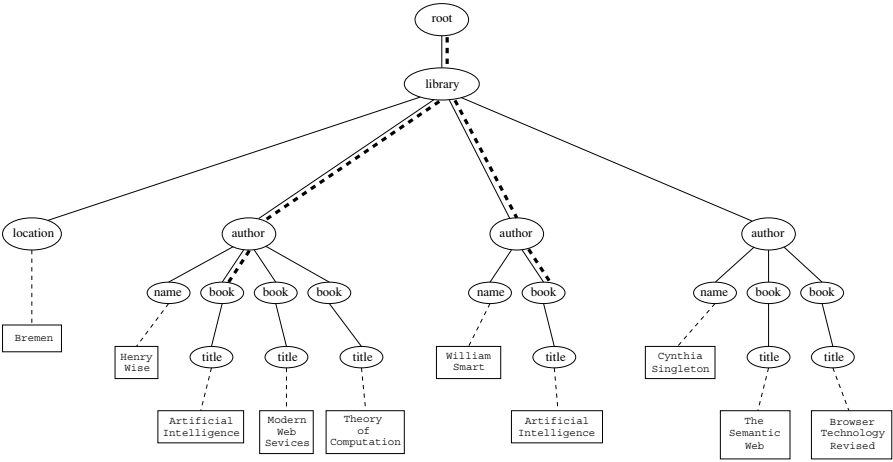 root
library
location
author
author
author
name
book
book
book
name
book
name
book
book
Bremen
Henry
Wise
title
title
title
William
Smart
title
Cynthia
Singleton
title
title
Artificial
Intelligence
Modern
Web
Sevices
Theory
of
Computation
Artificial
Intelligence
The
Semantic
Web
Browser
Technology
Revised